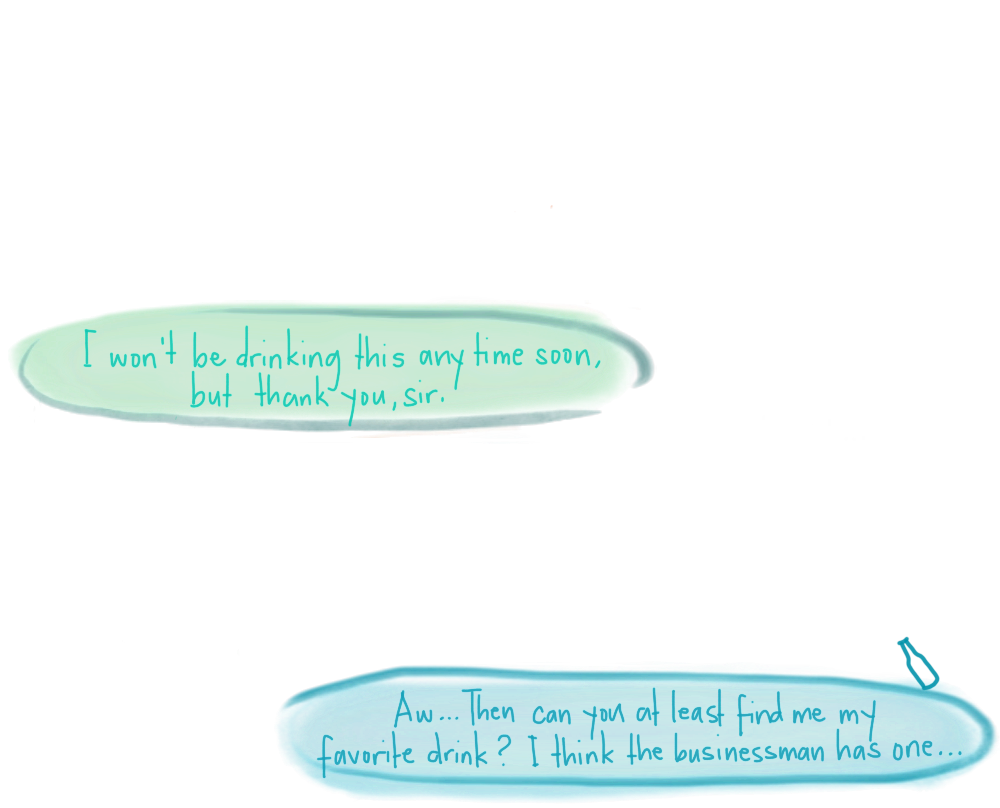 I won't be drinking this any time soon,
but thank you, sir.
Aw... Then can you at least find me my
favorite drink? I think the businessman has one...